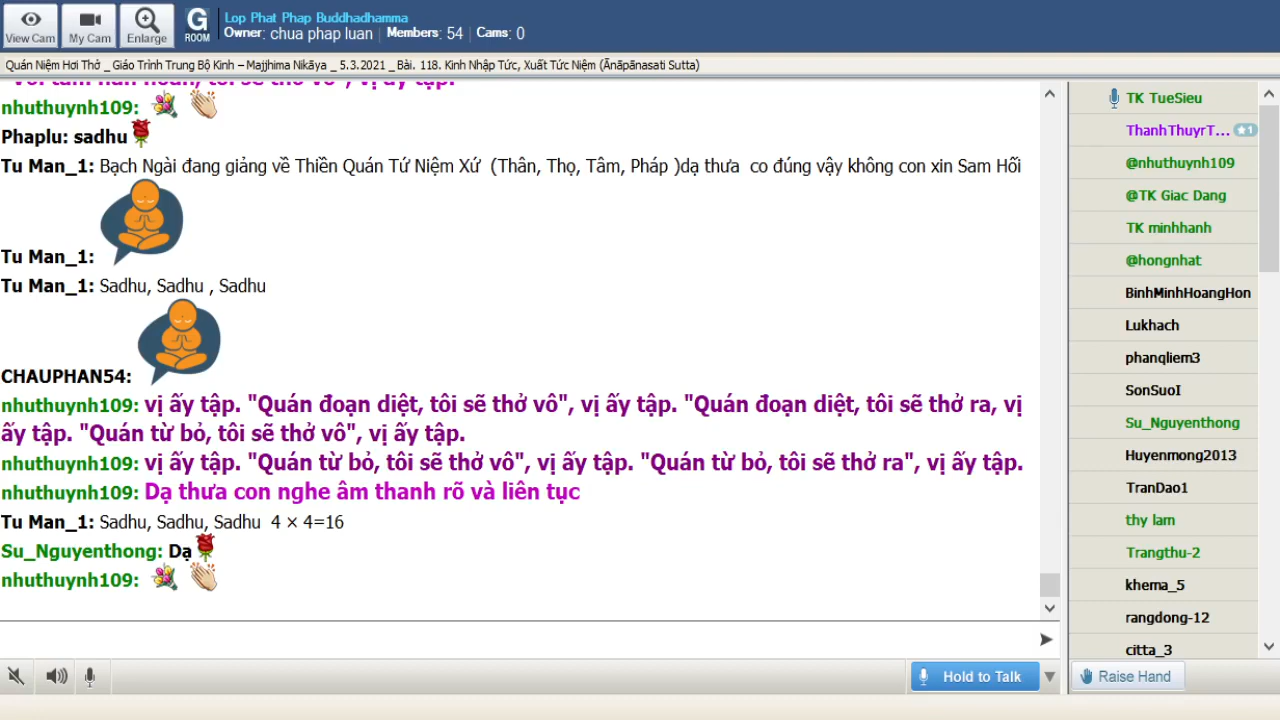 Lop Phat Phap Buddhadhamma
Owner: chua pháp luan Members: 54 Cams: 0
View Cam My Cam Enlarge G ROOM
Quán Niệm Hơi Thở _ Giáo Trình Trung Bộ Kinh – Majjhima Nikāya _ 5.3.2021 _ Bài. 118. Kinh Nhập Tức, Xuất Tức Niệm (Ānāpānasati Sutta)
nhuthuynh109:
Phaplu: sadhu
Tu Man_1: Bạch Ngài đang giảng về Thiền Quán Tứ Niệm Xứ (Thân, Thọ, Tâm, Pháp )dạ thưa co đúng vậy không con xin Sam Hối
Tu Man_1:
Tu Man_1: Sadhu, Sadhu , Sadhu
CHAUPHAN54:
nhuthuynh109: vị ấy tập. "Quán đoạn diệt, tôi sẽ thở vô", vị ấy tập. "Quán đoạn diệt, tôi sẽ thở ra, vị
ấy tập. "Quán từ bỏ, tôi sẽ thở vô", vị ấy tập.
nhuthuynh109: vị ấy tập. "Quán từ bỏ, tôi sẽ thở vô", vị ấy tập. "Quán từ bỏ, tôi sẽ thở ra", vị ấy tập.
nhuthuynh109: Dạ thưa con nghe âm thanh rõ và liên tục
Tu Man_1: Sadhu, Sadhu, Sadhu 4 × 4=16
Su_Nguyenthong: Dạ
nhuthuynh109:
TK TueSieu
ThanhThuyrT... 1
@nhuthuynh109
@TK Giac Dang
TK minhhanh
@hongnhat
BinhMinhHoangHon
Lukhach
phanqliem3
SonSuoI
Su_Nguyenthong
Huyenmong2013
TranDao1
thy lam
Trangthu-2
khema_5
rangdong-12
citta_3
Hold to Talk
Raise Hand